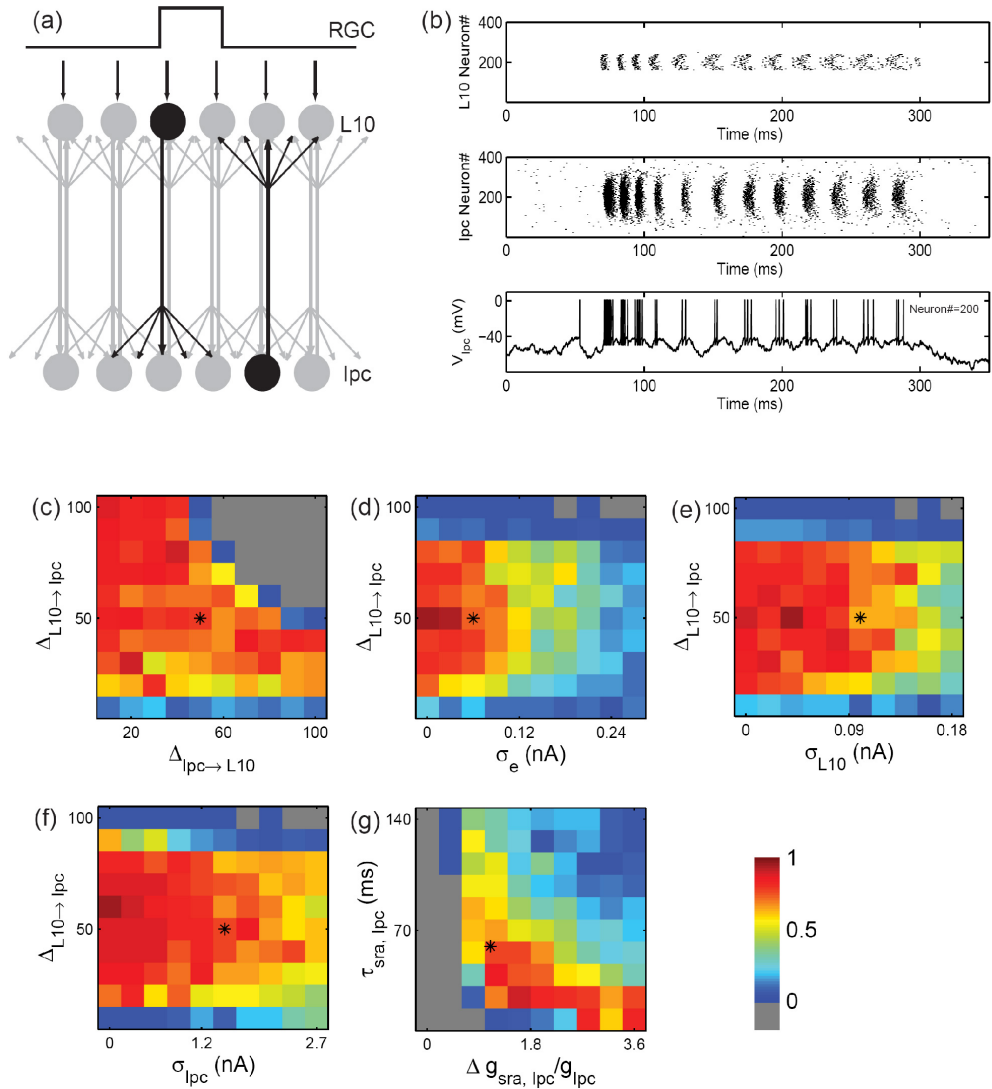 (a)
RGC
L10
Ipc
(b)
L10 Neuron#
400
200
0 100 200 300
Time (ms)
Ipc Neuron#
400
200
0 100 200 300
Time (ms)
V_Ipc (mV)
0
−40
Neuron#=200
0 100 200 300
Time (ms)
(c)
Δ_L10→Ipc
100
50
20 60 100
Δ_Ipc→L10
(d)
Δ_L10→Ipc
100
50
0 0.12 0.24
σ_e (nA)
(e)
Δ_L10→Ipc
100
50
0 0.09 0.18
σ_L10 (nA)
(f)
Δ_L10→Ipc
100
50
0 1.2 2.7
σ_Ipc (nA)
(g)
τ_sra, Ipc (ms)
140
70
0 1.8 3.6
Δ g_sra, Ipc/g_Ipc
1
0.5
0